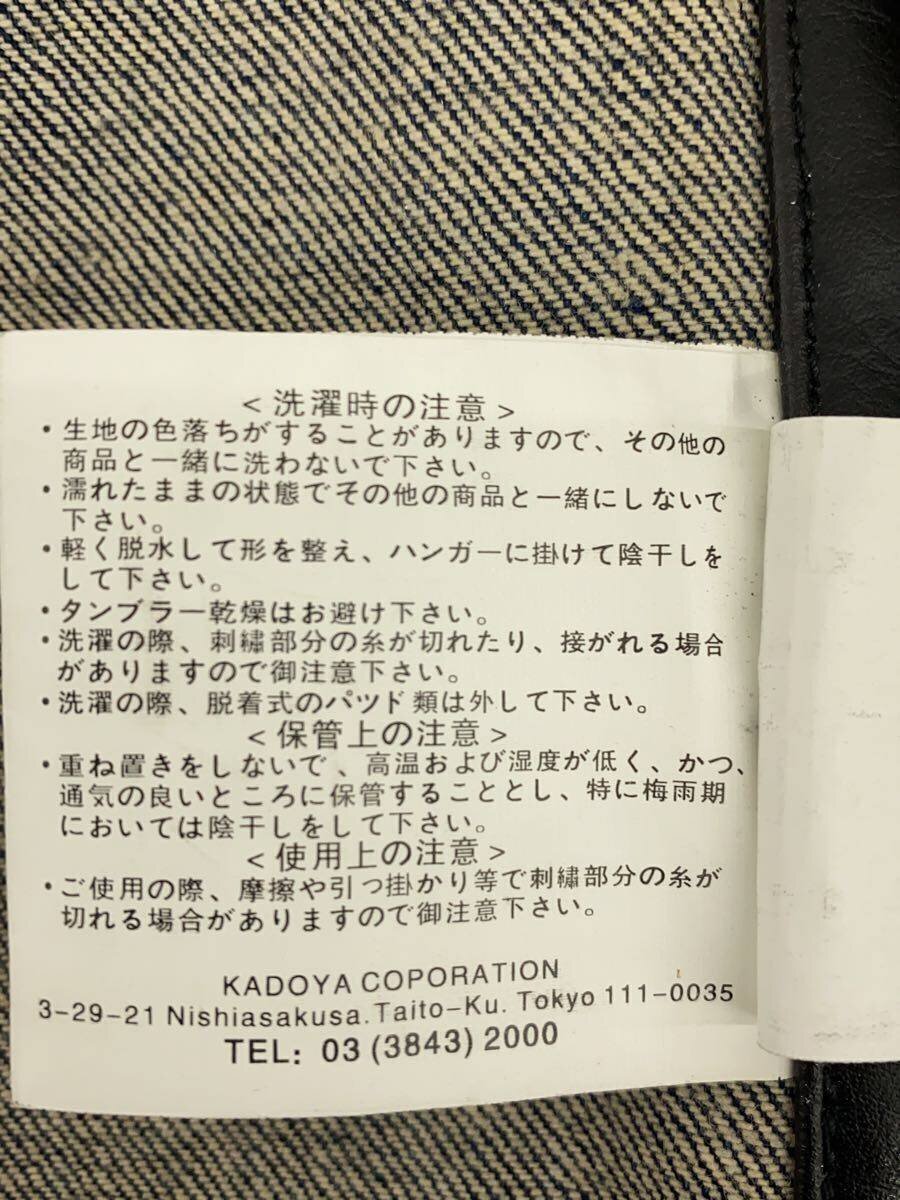 ＜洗濯時の注意＞
・生地の色落ちがすることがありますので、その他の
商品と一緒に洗わないで下さい。
・濡れたままの状態でその他の商品と一緒にしないで
下さい。
・軽く脱水して形を整え、ハンガーに掛けて陰干しを
して下さい。
・タンブラー乾燥はお避け下さい。
・洗濯の際、刺繍部分の糸が切れたり、接がれる場合
がありますので御注意下さい。
・洗濯の際、脱着式のパッド類は外して下さい。
＜保管上の注意＞
・重ね置きをしないで、高温および湿度が低く、かつ、
通気の良いところに保管することとし、特に梅雨期
においては陰干しをして下さい。
＜使用上の注意＞
・ご使用の際、摩擦や引っ掛かり等で刺繍部分の糸が
切れる場合がありますので御注意下さい。
KADOYA COPORATION
3-29-21 Nishiasakusa.Taito-Ku. Tokyo 111-0035
TEL: 03 (3843) 2000